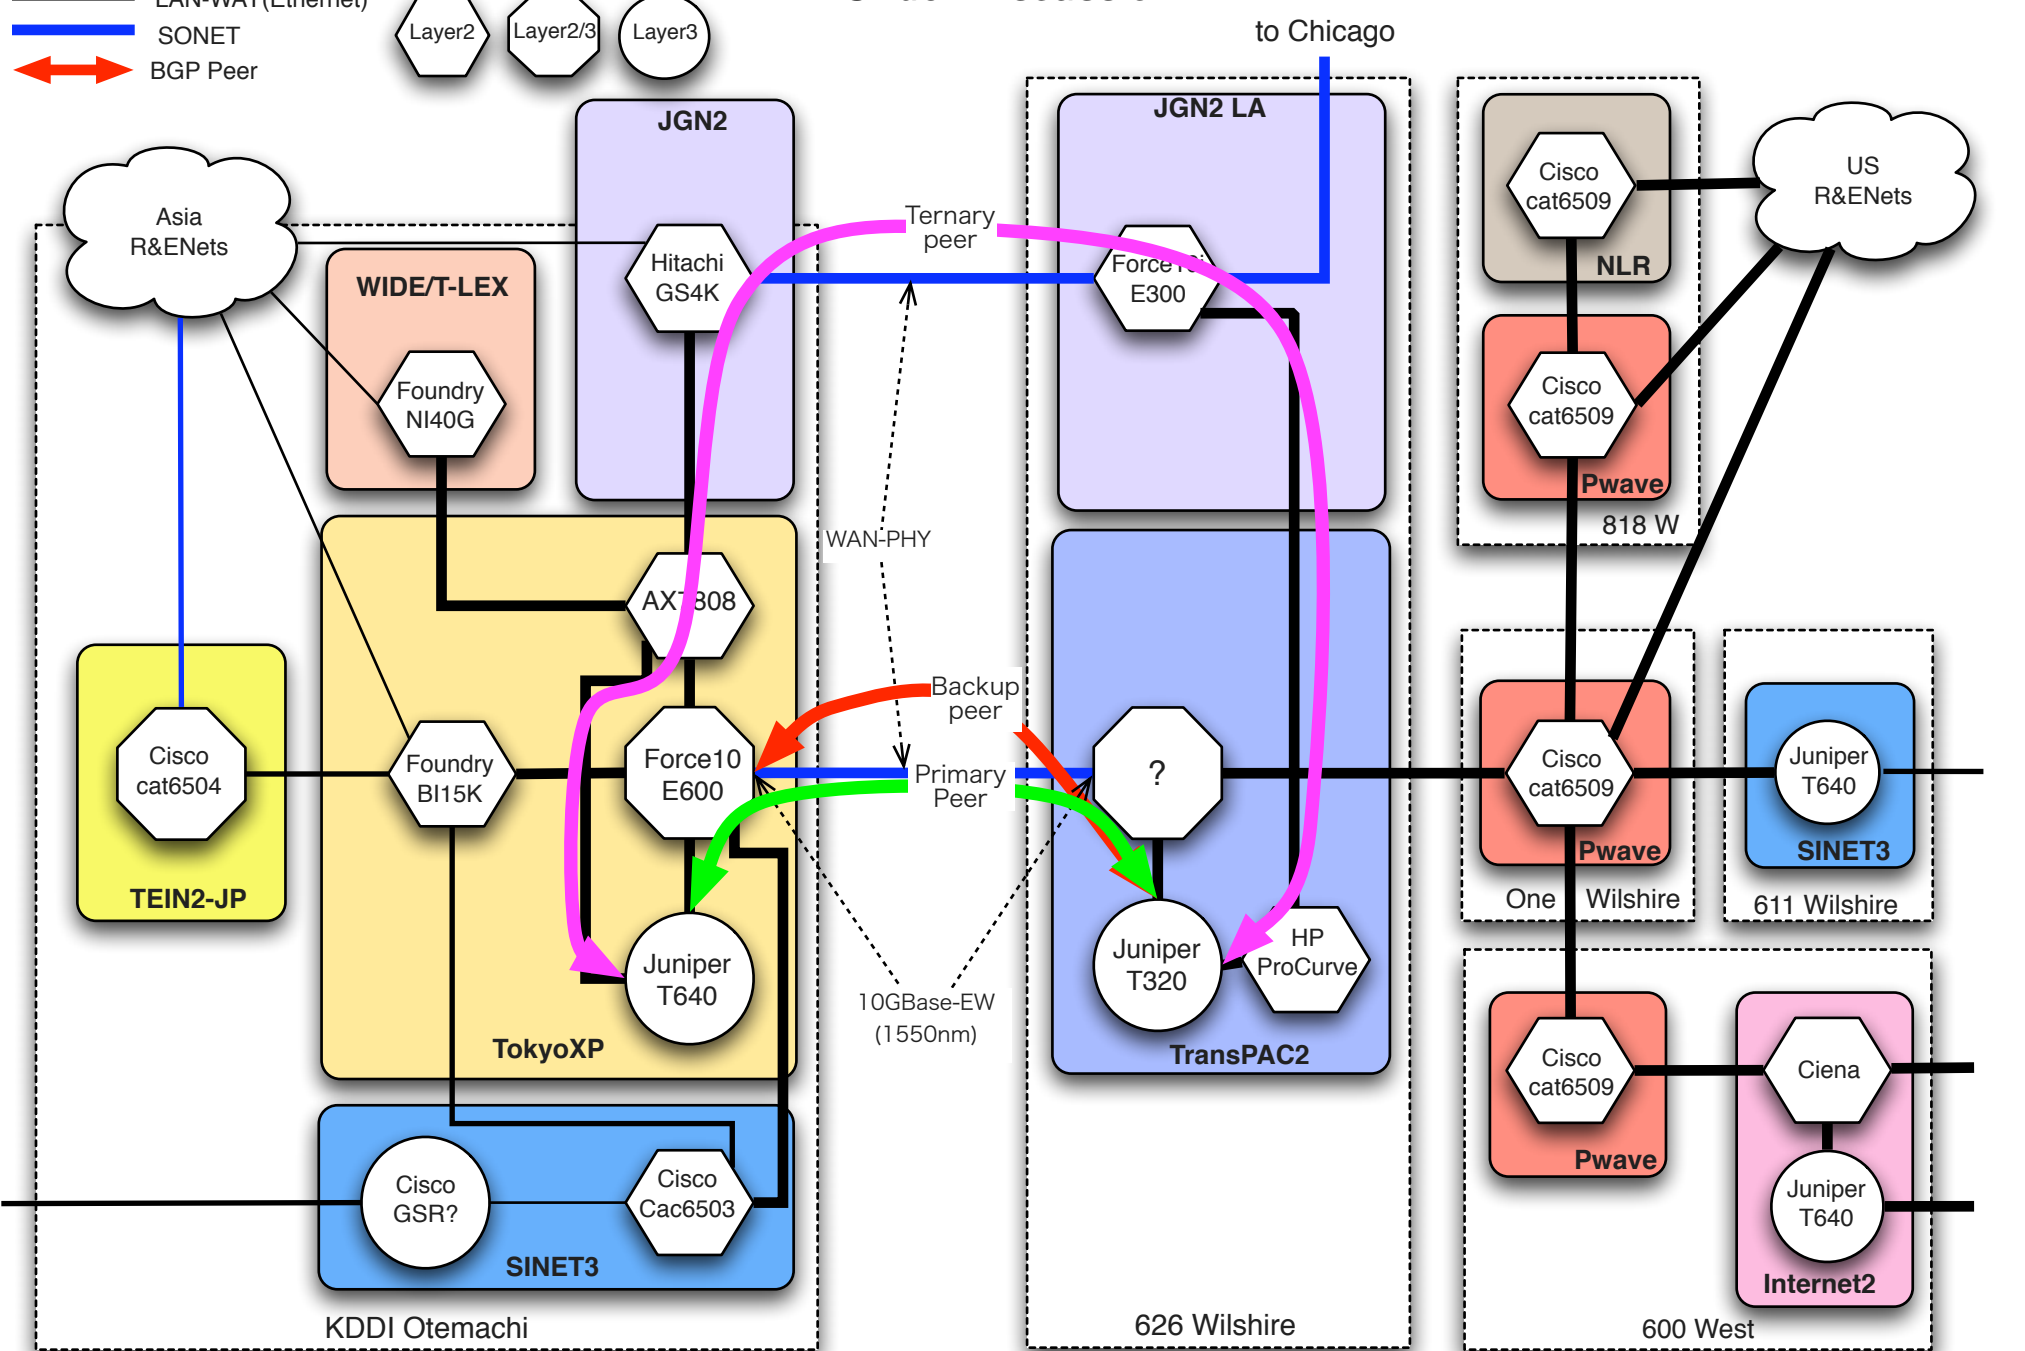 SONET
BGP Peer
Layer2
Layer2/3
Layer3
to Chicago
JGN2
JGN2 LA
Asia
R&ENets
WIDE/T-LEX
Hitachi
GS4K
Foundry
NI40G
Ternary
peer
E300
Cisco
cat6509
NLR
US
R&ENets
Cisco
cat6509
Pwave
818 W
WAN-PHY
AX7808
Backup
peer
Primary
Peer
Cisco
cat6504
TEIN2-JP
Foundry
BI15K
Force10
E600
?
Cisco
cat6509
Pwave
One Wilshire
Juniper
T640
SINET3
611 Wilshire
Juniper
T640
TokyoXP
10GBase-EW
(1550nm)
Juniper
T320
HP
ProCurve
TransPAC2
Cisco
cat6509
Pwave
Ciena
Juniper
T640
Internet2
600 West
Cisco
GSR?
Cisco
Cac6503
SINET3
KDDI Otemachi
626 Wilshire